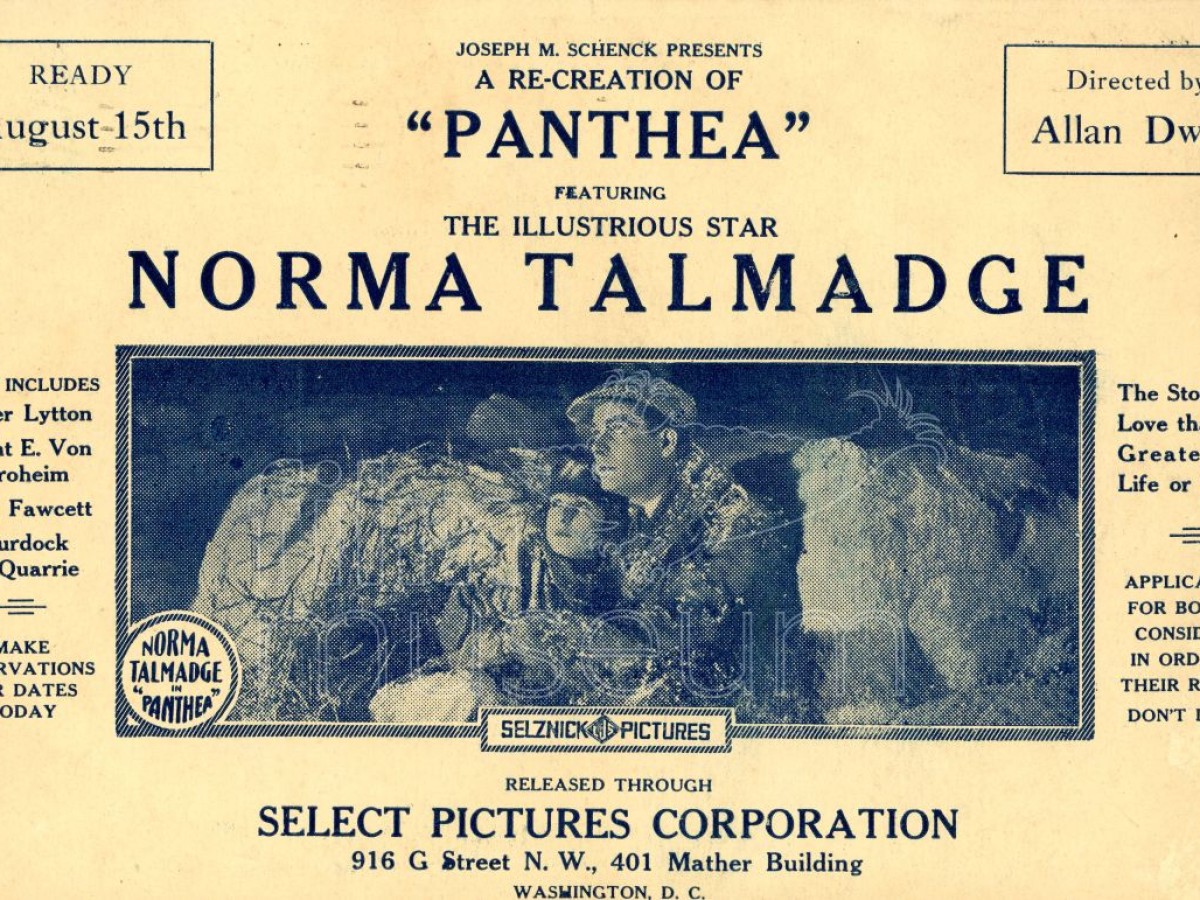 READY
ugust 15th
JOSEPH M. SCHENCK PRESENTS
A RE-CREATION OF
"PANTHEA"
FEATURING
THE ILLUSTRIOUS STAR
NORMA TALMADGE
Directed by
Allan Dw
INCLUDES
er Lytton
nt E. Von
roheim
Fawcett
urdock
Quarrie
MAKE
RVATIONS
R DATES
ODAY
NORMA
TALMADGE
IN
"PANTHEA"
SELZNICK PICTURES
The Sto
Love tha
Greate
Life or
APPLICA
FOR BO
CONSID
IN ORD
THEIR R
DON'T
RELEASED THROUGH
SELECT PICTURES CORPORATION
916 G Street N. W., 401 Mather Building
WASHINGTON, D. C.